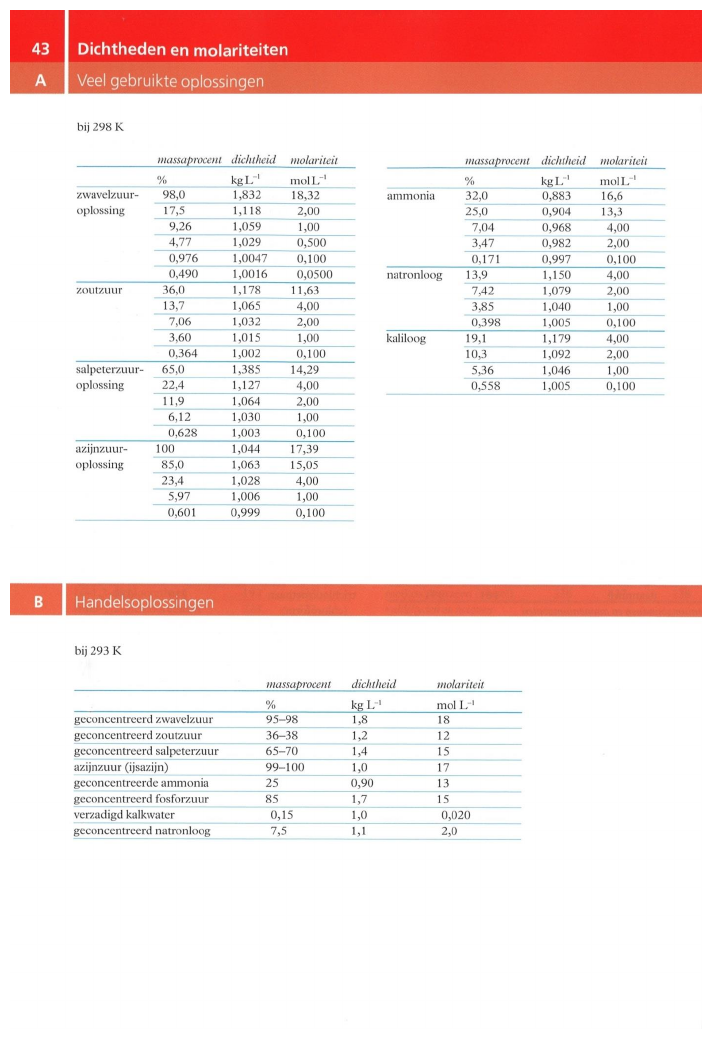 43 Dichtheden en molariteiten
A Veel gebruikte oplossingen
bij 298 K
massaprocent dichtheid molariteit
% kg L⁻¹ mol L⁻¹
zwavelzuur- 98,0 1,832 18,32
oplossing 17,5 1,118 2,00
9,26 1,059 1,00
4,77 1,029 0,500
0,976 1,0047 0,100
0,490 1,0016 0,0500
zoutzuur 36,0 1,178 11,63
13,7 1,065 4,00
7,06 1,032 2,00
3,60 1,015 1,00
0,364 1,002 0,100
salpeterzuur- 65,0 1,385 14,29
oplossing 22,4 1,127 4,00
11,9 1,064 2,00
6,12 1,030 1,00
0,628 1,003 0,100
azijnzuur- 100 1,044 17,39
oplossing 85,0 1,063 15,05
23,4 1,028 4,00
5,97 1,006 1,00
0,601 0,999 0,100
massaprocent dichtheid molariteit
% kg L⁻¹ mol L⁻¹
ammonia 32,0 0,883 16,6
25,0 0,904 13,3
7,04 0,968 4,00
3,47 0,982 2,00
0,171 0,997 0,100
natronloog 13,9 1,150 4,00
7,42 1,079 2,00
3,85 1,040 1,00
0,398 1,005 0,100
kaliloog 19,1 1,179 4,00
10,3 1,092 2,00
5,36 1,046 1,00
0,558 1,005 0,100
B Handelsoplossingen
bij 293 K
massaprocent dichtheid molariteit
% kg L⁻¹ mol L⁻¹
geconcentreerd zwavelzuur 95–98 1,8 18
geconcentreerd zoutzuur 36–38 1,2 12
geconcentreerd salpeterzuur 65–70 1,4 15
azijnzuur (ijsazijn) 99–100 1,0 17
geconcentreerde ammonia 25 0,90 13
geconcentreerd fosforzuur 85 1,7 15
verzadigd kalkwater 0,15 1,0 0,020
geconcentreerd natronloog 7,5 1,1 2,0